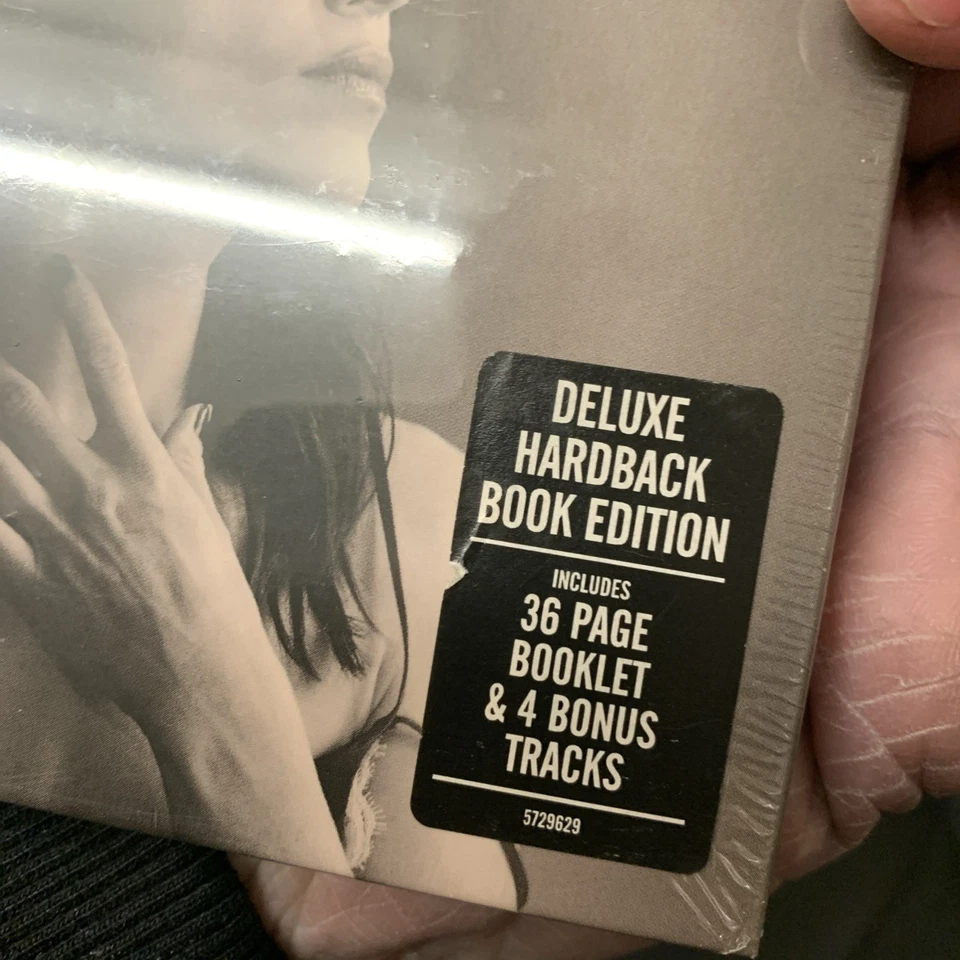 DELUXE
HARDBACK
BOOK EDITION
INCLUDES
36 PAGE
BOOKLET
& 4 BONUS
TRACKS
5729629